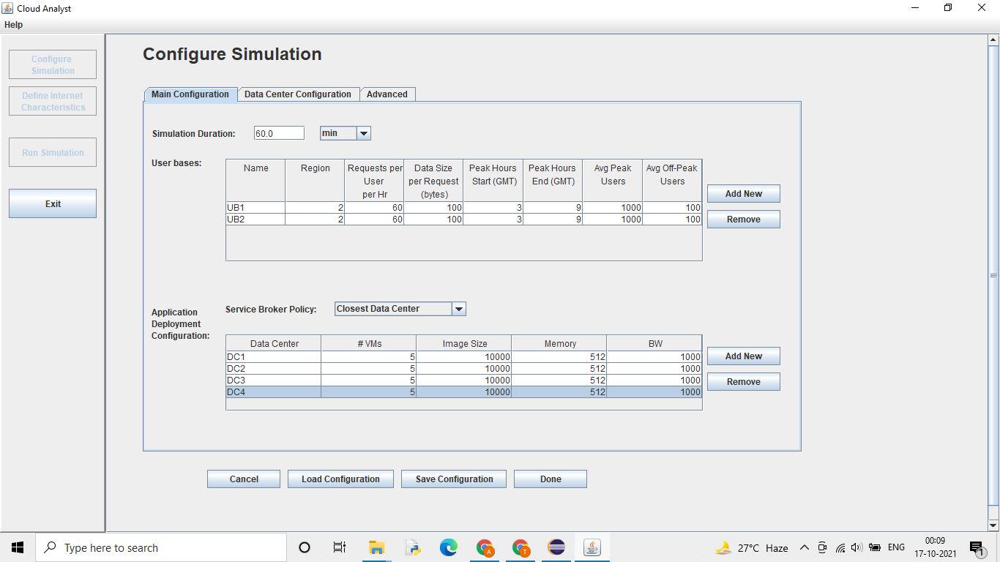 Cloud Analyst
Help
Configure
Simulation
Define Internet
Characteristics
Run Simulation
Exit
Configure Simulation
Main Configuration Data Center Configuration Advanced
Simulation Duration: 60.0 min
User bases:
Name Region Requests per User per Hr Data Size per Request (bytes) Peak Hours Start (GMT) Peak Hours End (GMT) Avg Peak Users Avg Off-Peak Users
UB1 2 60 100 3 9 1000 100
UB2 2 60 100 3 9 1000 100
Add New
Remove
Application
Deployment
Configuration:
Service Broker Policy: Closest Data Center
Data Center # VMs Image Size Memory BW
DC1 5 10000 512 1000
DC2 5 10000 512 1000
DC3 5 10000 512 1000
DC4 5 10000 512 1000
Add New
Remove
Cancel Load Configuration Save Configuration Done
Type here to search
A
T
27°C Haze
ENG
00:09
17-10-2021
1